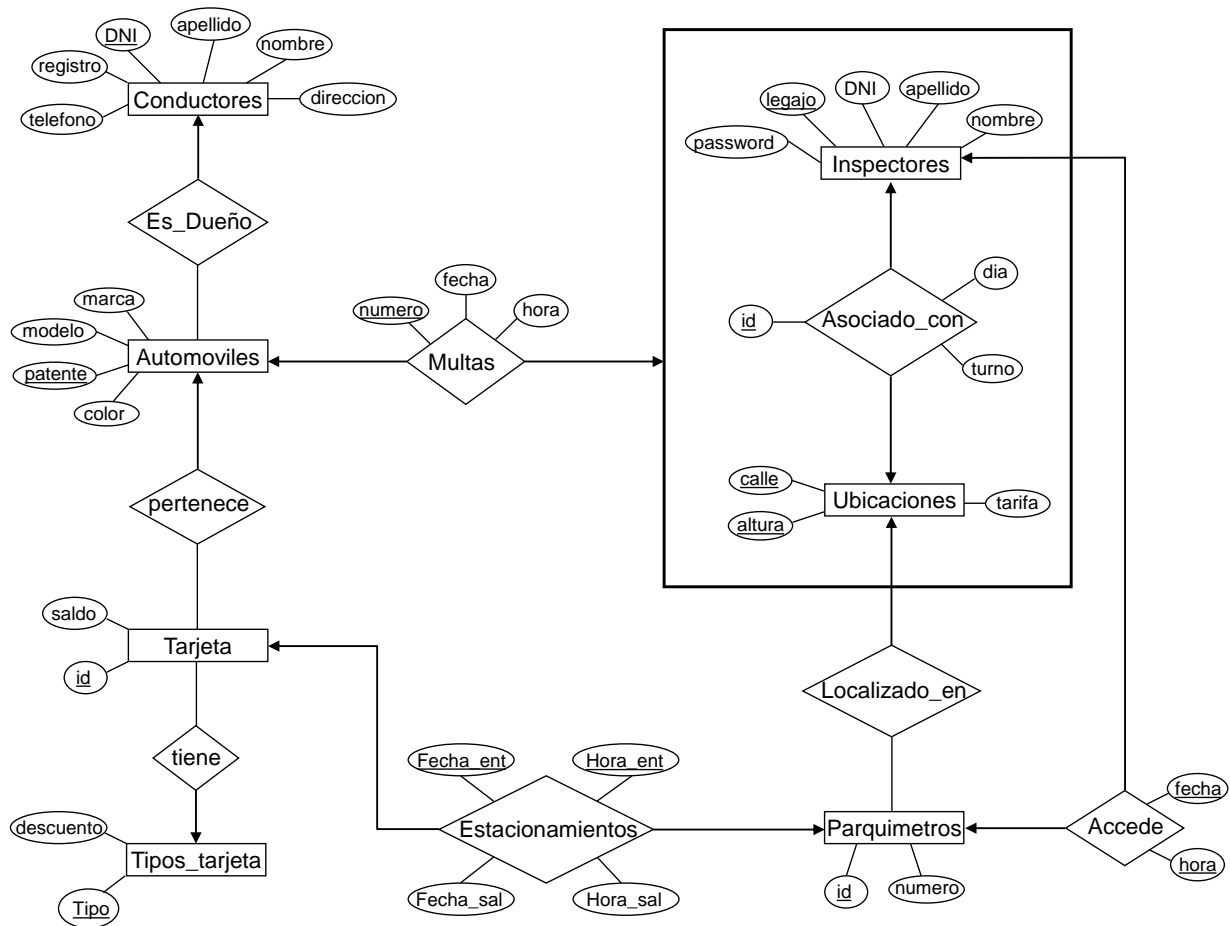 DNI
apellido
nombre
registro
Conductores
direccion
telefono
Es_Dueño
marca
modelo
Automoviles
patente
color
fecha
numero
hora
Multas
legajo
DNI
apellido
nombre
password
Inspectores
dia
id
Asociado_con
turno
calle
Ubicaciones
tarifa
altura
pertenece
saldo
Tarjeta
id
tiene
descuento
Tipos_tarjeta
Tipo
Localizado_en
Fecha_ent
Hora_ent
Estacionamientos
Fecha_sal
Hora_sal
Parquimetros
id
numero
fecha
Accede
hora